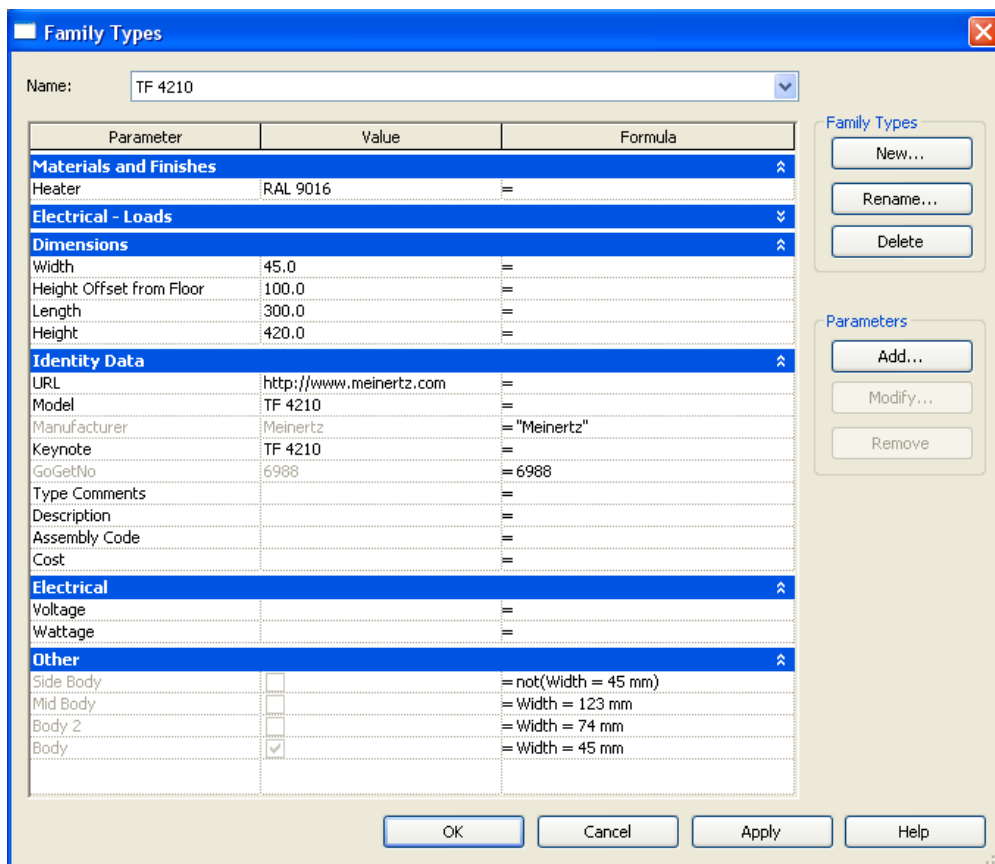 Family Types
Name: TF 4210
Parameter Value Formula
Materials and Finishes
Heater RAL 9016 =
Electrical - Loads
Dimensions
Width 45.0 =
Height Offset from Floor 100.0 =
Length 300.0 =
Height 420.0 =
Identity Data
URL http://www.meinertz.com =
Model TF 4210 =
Manufacturer Meinertz = "Meinertz"
Keynote TF 4210 =
GoGetNo 6988 = 6988
Type Comments =
Description =
Assembly Code =
Cost =
Electrical
Voltage =
Wattage =
Other
Side Body = not(Width = 45 mm)
Mid Body = Width = 123 mm
Body 2 = Width = 74 mm
Body = Width = 45 mm
Family Types
New...
Rename...
Delete
Parameters
Add...
Modify...
Remove
OK Cancel Apply Help